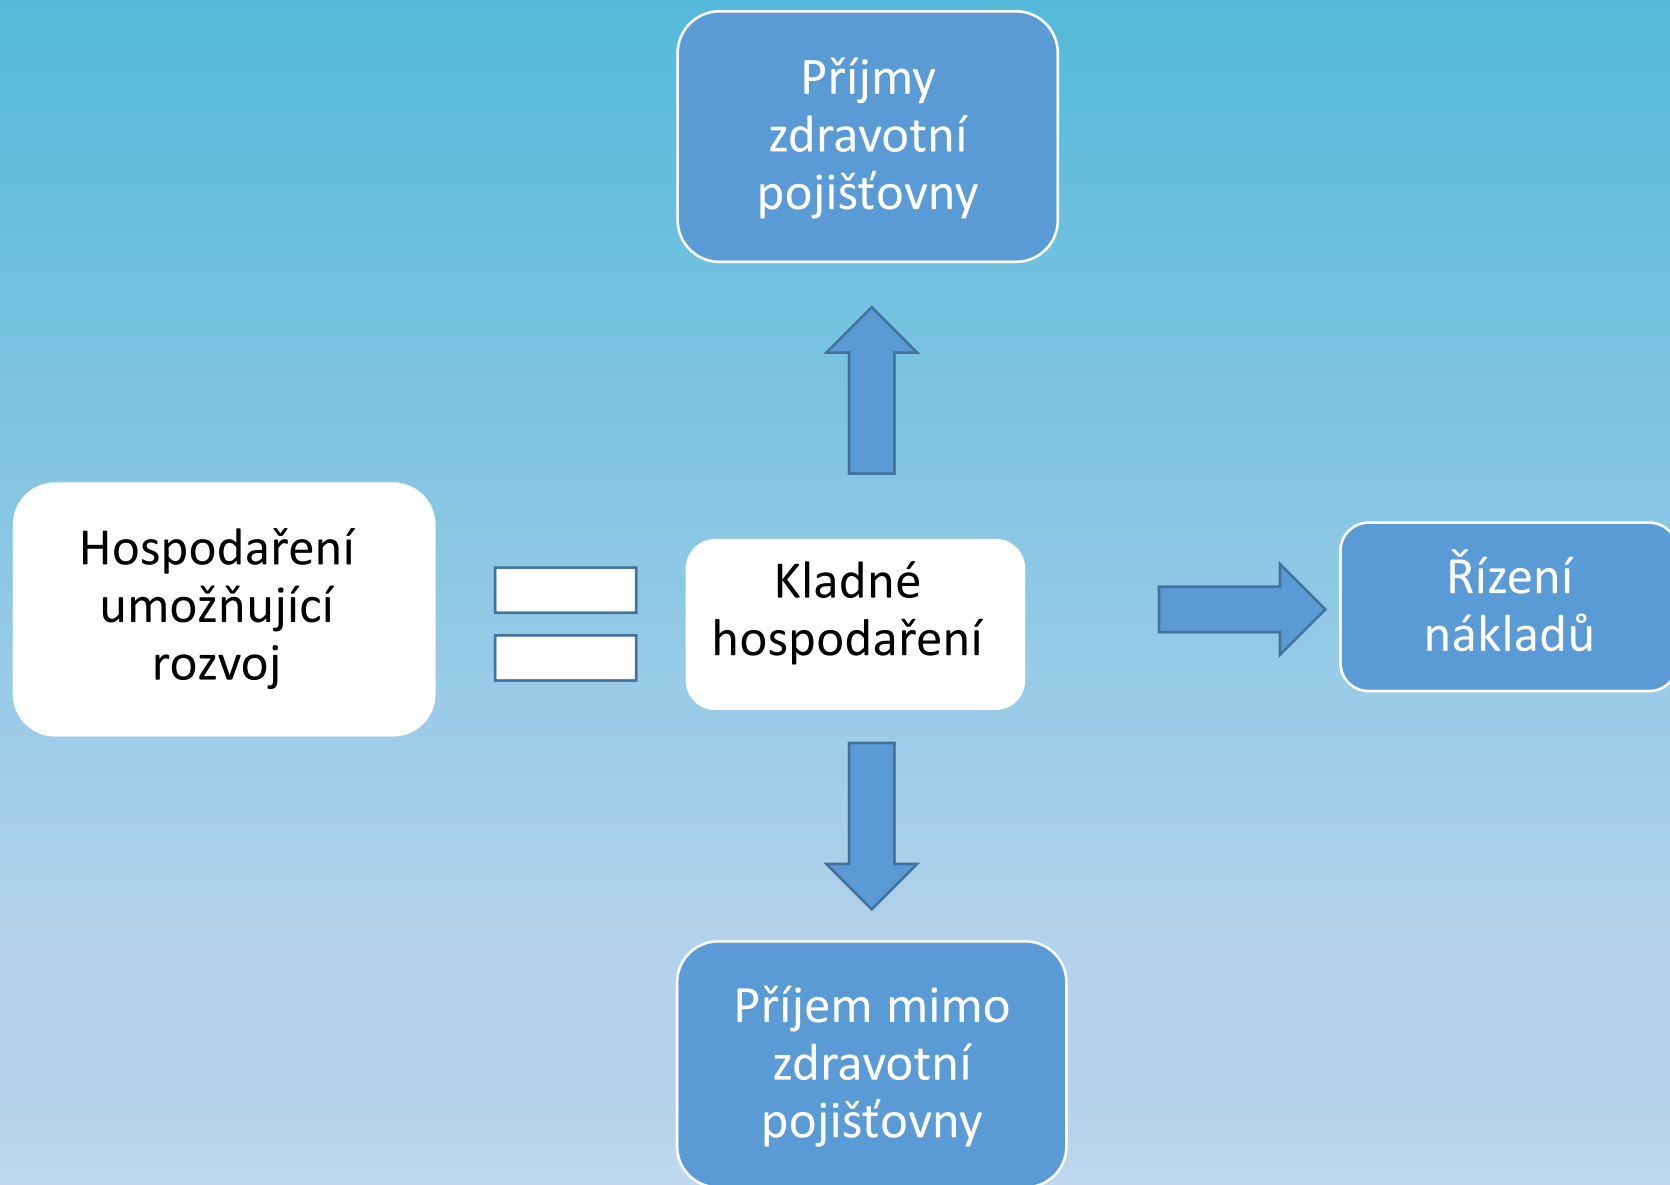 Příjmy
zdravotní
pojišťovny
Hospodaření
umožňující
rozvoj
Kladné
hospodaření
Řízení
nákladů
Příjem mimo
zdravotní
pojišťovny